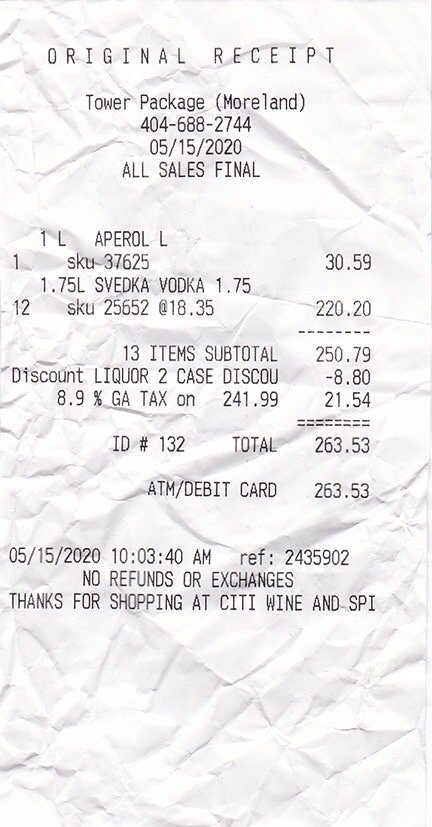 ORIGINAL RECEIPT
Tower Package (Moreland)
404-688-2744
05/15/2020
ALL SALES FINAL
1 L APEROL L
1 sku 37625 30.59
1.75L SVEDKA VODKA 1.75
12 sku 25652 @18.35 220.20
--------
13 ITEMS SUBTOTAL 250.79
Discount LIQUOR 2 CASE DISCOU -8.80
8.9 % GA TAX on 241.99 21.54
========
ID # 132 TOTAL 263.53
ATM/DEBIT CARD 263.53
05/15/2020 10:03:40 AM ref: 2435902
NO REFUNDS OR EXCHANGES
THANKS FOR SHOPPING AT CITI WINE AND SPI